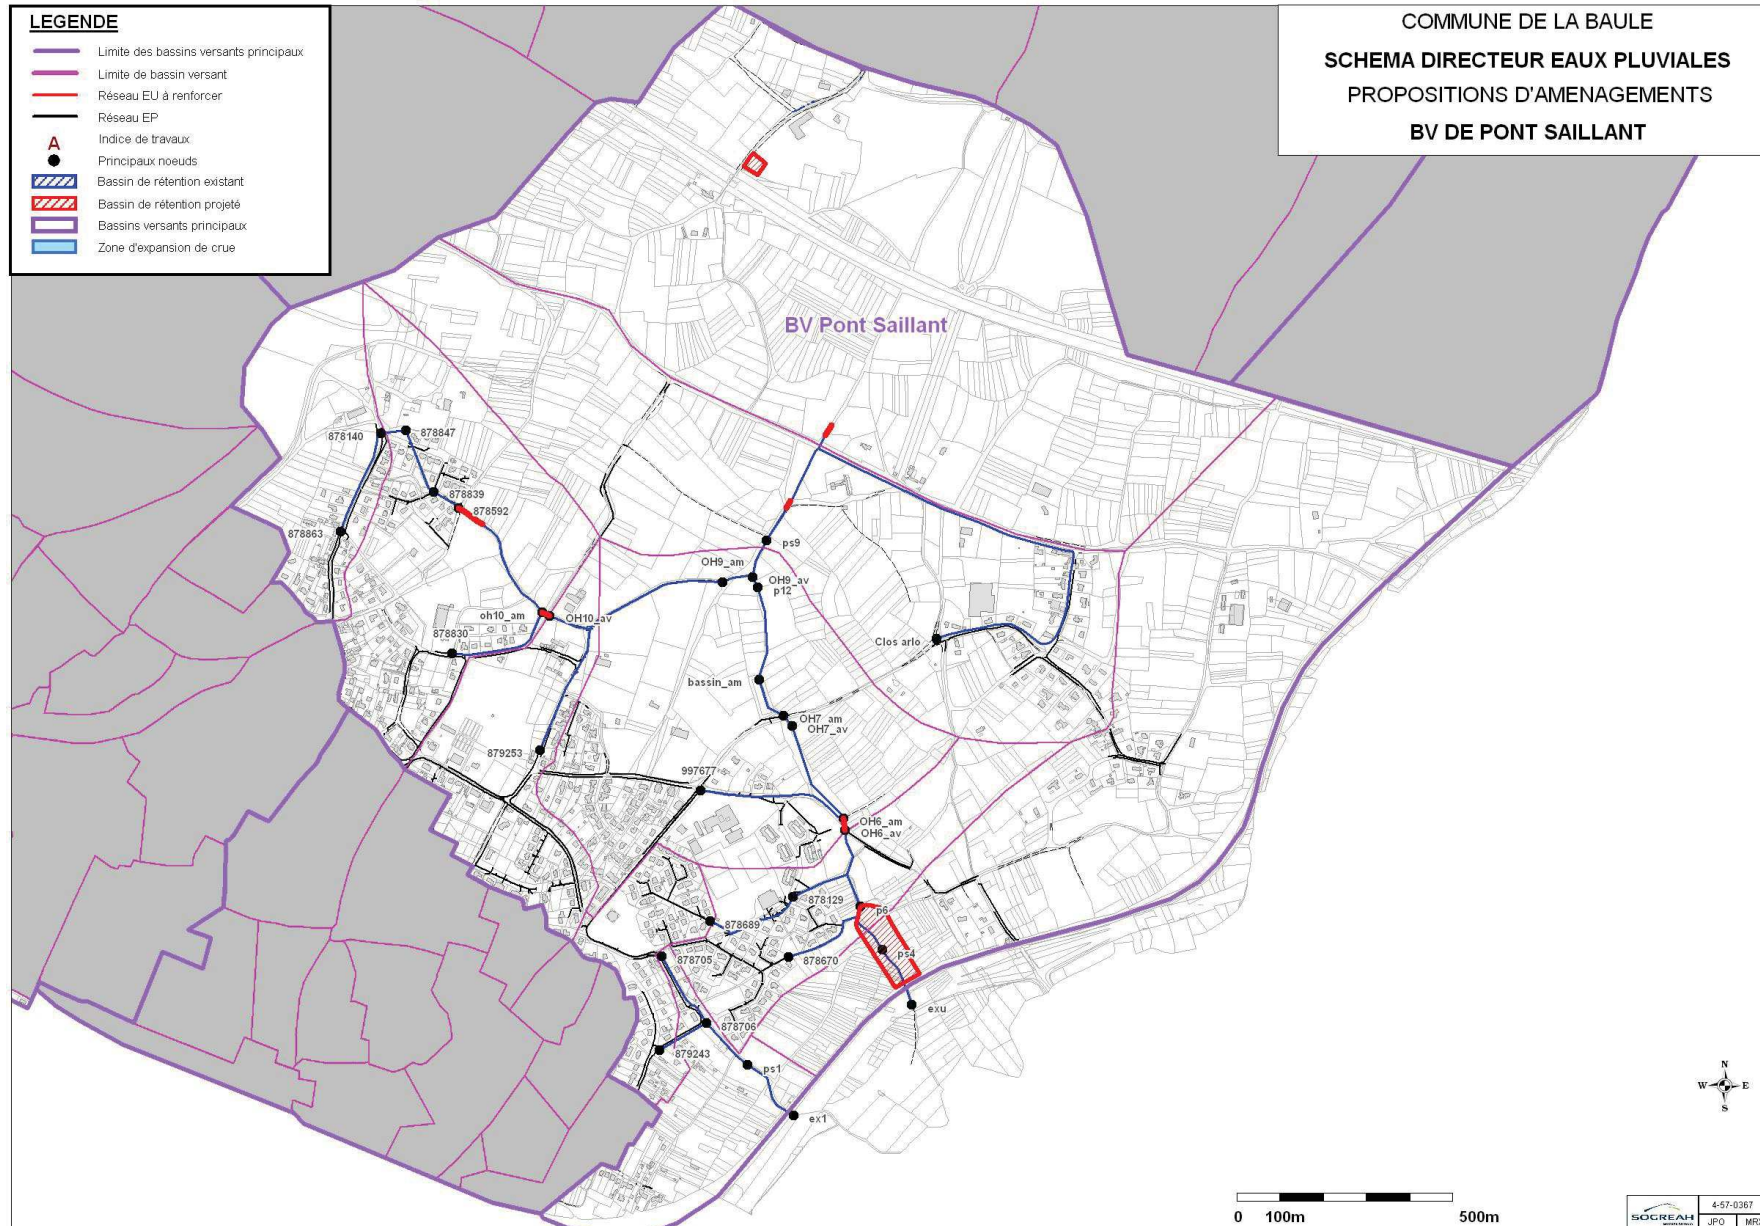 LEGENDE
Limite des bassins versants principaux
Limite de bassin versant
Réseau EU à renforcer
Réseau EP
A Indice de travaux
Principaux noeuds
Bassin de rétention existant
Bassin de rétention projeté
Bassins versants principaux
Zone d'expansion de crue
COMMUNE DE LA BAULE
SCHEMA DIRECTEUR EAUX PLUVIALES
PROPOSITIONS D'AMENAGEMENTS
BV DE PONT SAILLANT
BV Pont Saillant
878140
878847
878839
878592
878863
ps9
OH9_am
OH9_av
p12
oh10_am
OH10_av
878830
Clos arlo
bassin_am
OH7_am
OH7_av
879253
997677
OH6_am
OH6_av
878129
p6
878689
ps4
878705
878670
exu
878706
879243
ps1
ex1
N
W E
S
0 100m 500m
SOGREAH
4-57-0367
JPO